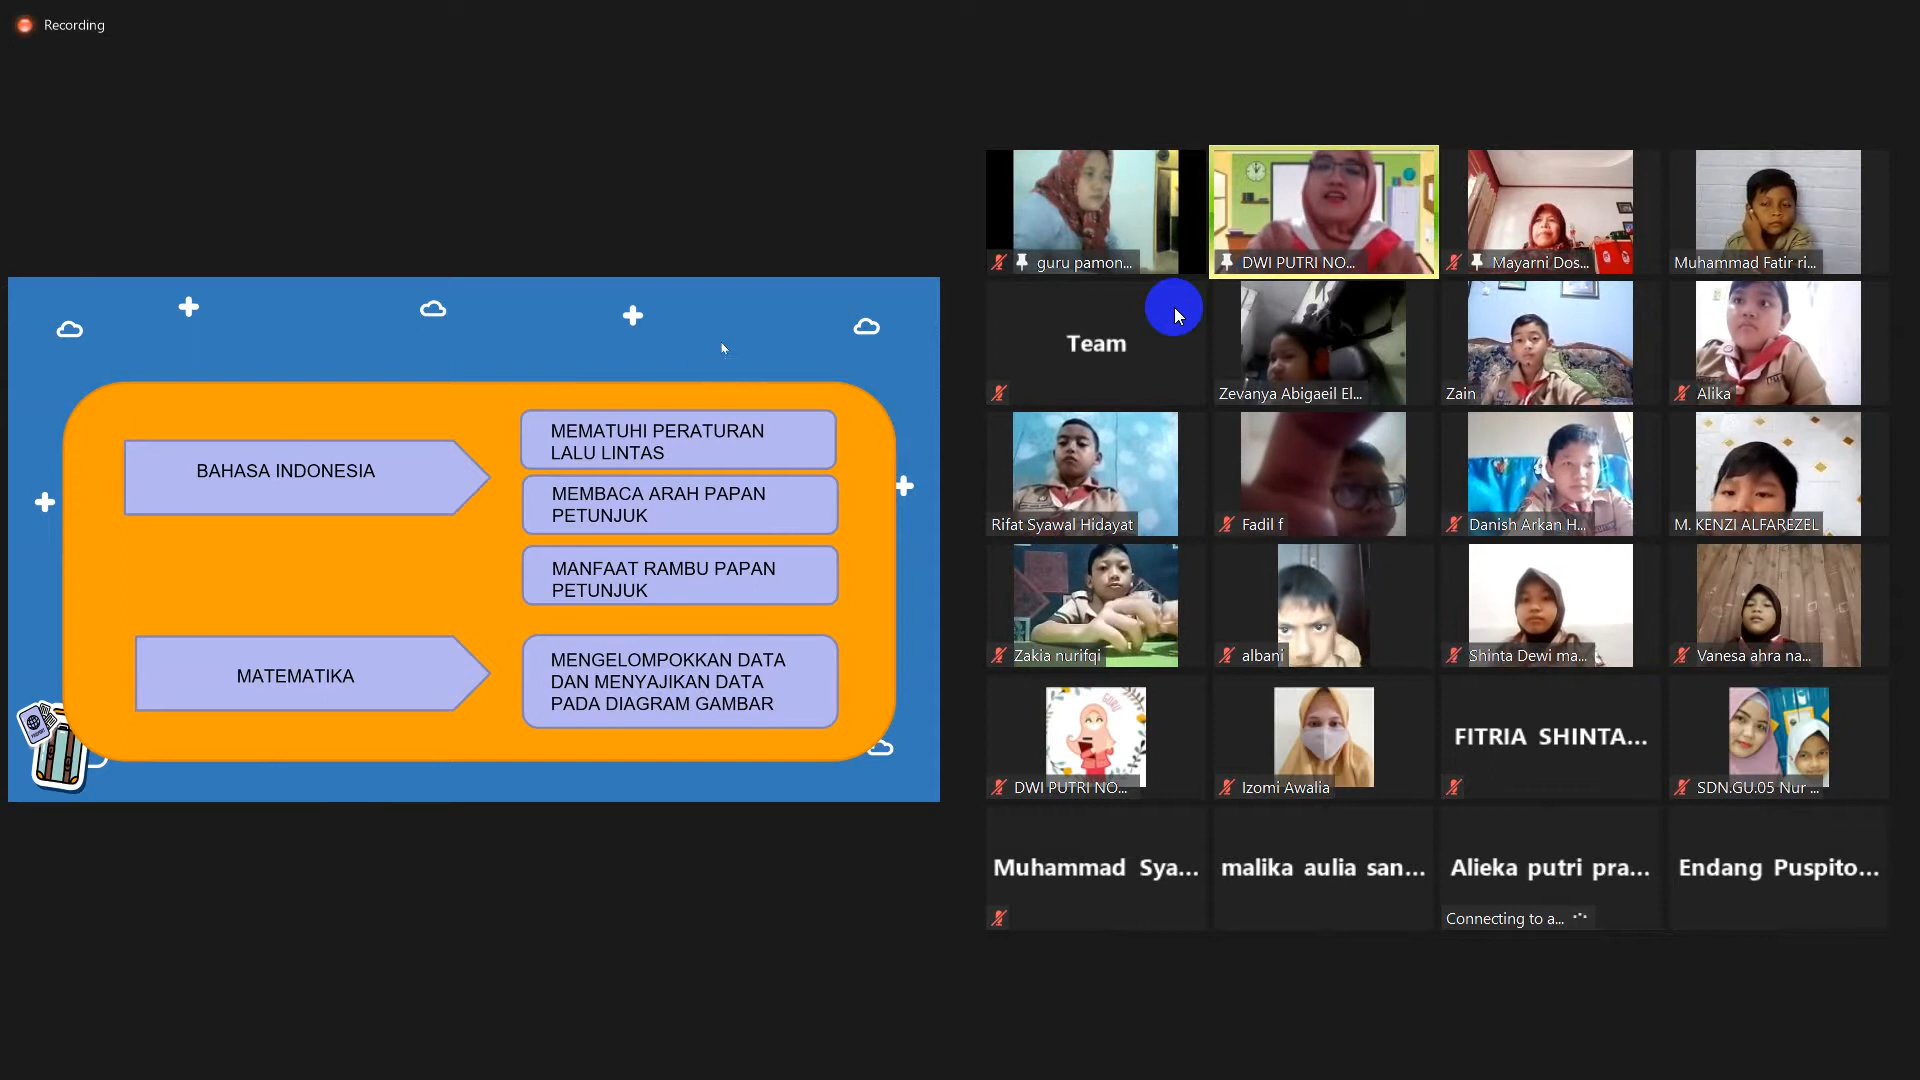 Recording
BAHASA INDONESIA
MEMATUHI PERATURAN
LALU LINTAS
MEMBACA ARAH PAPAN
PETUNJUK
MANFAAT RAMBU PAPAN
PETUNJUK
MATEMATIKA
MENGELOMPOKKAN DATA
DAN MENYAJIKAN DATA
PADA DIAGRAM GAMBAR
guru pamon...
DWI PUTRI NO...
Mayarni Dos...
Muhammad Fatir ri...
Team
Zevanya Abigaeil El...
Zain
Alika
Rifat Syawal Hidayat
Fadil f
Danish Arkan H...
M. KENZI ALFAREZEL
Zakia nurifqi
albani
Shinta Dewi ma...
Vanesa ahra na...
DWI PUTRI NO...
Izomi Awalia
FITRIA SHINTA...
SDN.GU.05 Nur ...
Muhammad Sya...
malika aulia san...
Alieka putri pra...
Connecting to a...
Endang Puspito...